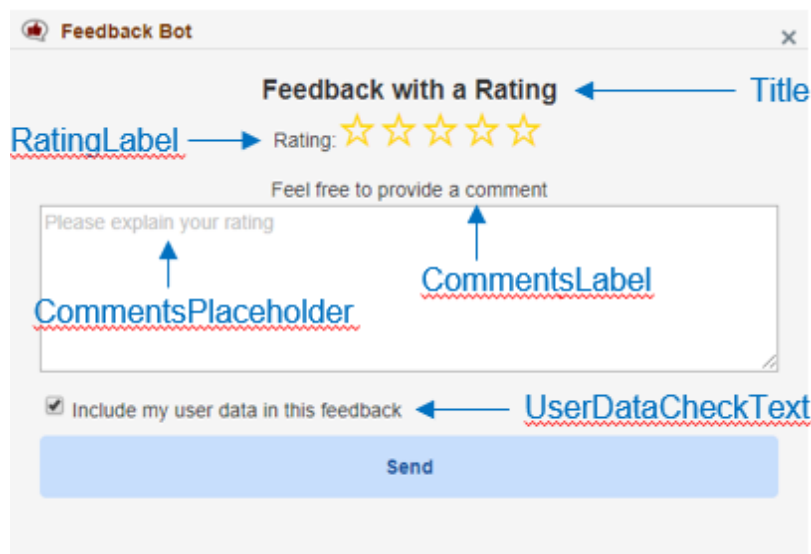 Feedback Bot
Feedback with a Rating Title
RatingLabel Rating:
Feel free to provide a comment
Please explain your rating
CommentsLabel
CommentsPlaceholder
Include my user data in this feedback UserDataCheckText
Send